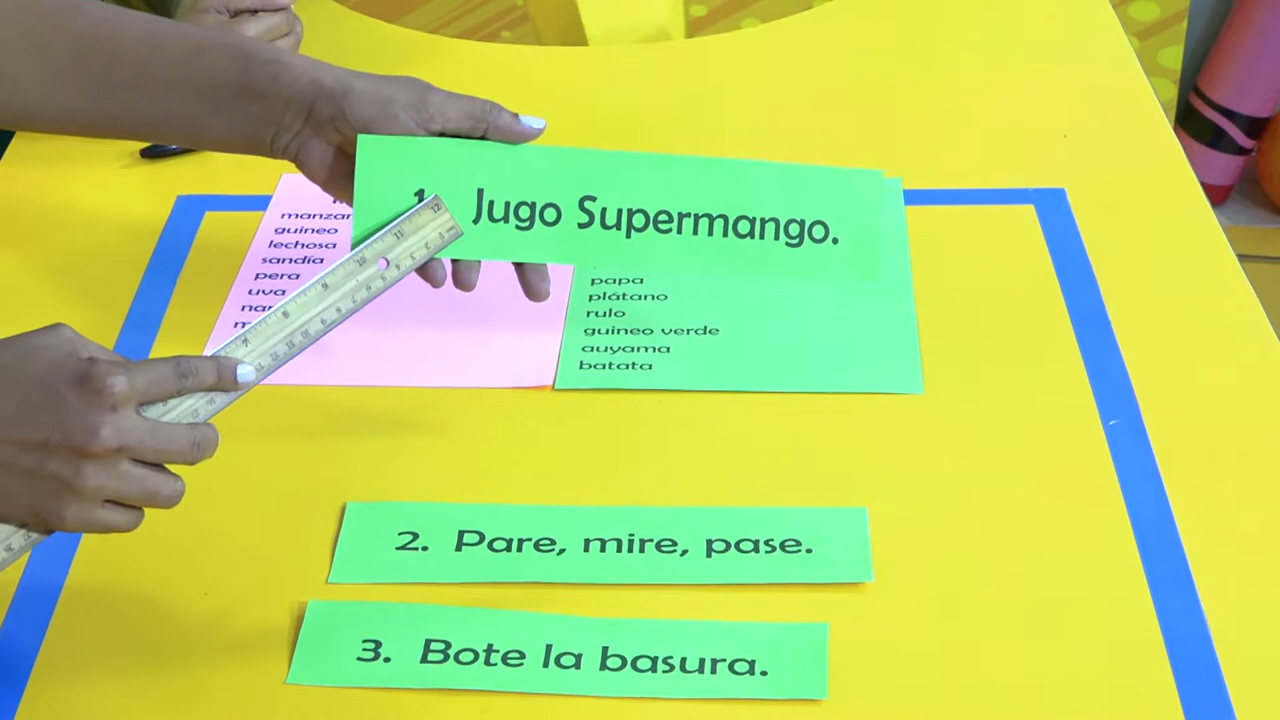 1. Jugo Supermango.
manzan
guineo
lechosa
sandía
pera
uva
papa
plátano
rulo
guineo verde
auyama
batata
2. Pare, mire, pase.
3. Bote la basura.